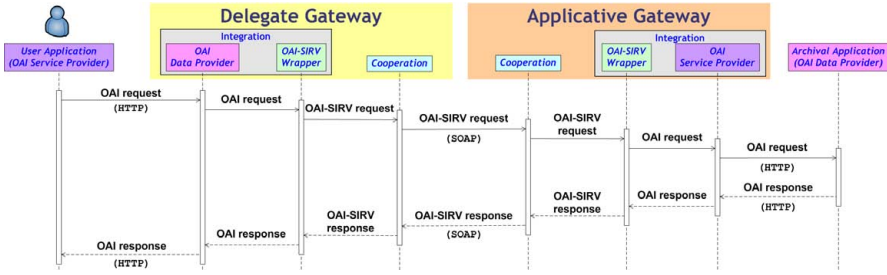 Delegate Gateway
Applicative Gateway
Integration
Integration
User Application
(OAI Service Provider)
OAI
Data Provider
OAI-SIRV
Wrapper
Cooperation
Cooperation
OAI-SIRV
Wrapper
OAI
Service Provider
Archival Application
(OAI Data Provider)
OAI request
(HTTP)
OAI request
OAI-SIRV request
OAI-SIRV request
(SOAP)
OAI-SIRV
request
OAI request
OAI request
(HTTP)
OAI response
(HTTP)
OAI response
OAI-SIRV
response
OAI-SIRV response
(SOAP)
OAI-SIRV
response
OAI response
OAI response
(HTTP)